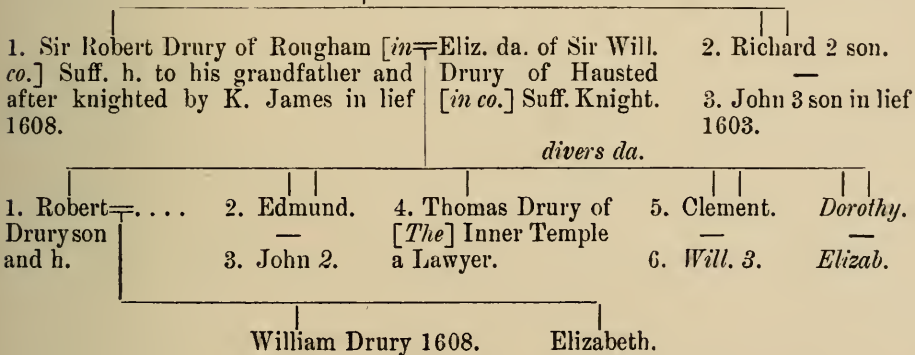 1. Sir Robert Drury of Rougham [in
co.] Suff. h. to his grandfather and
after knighted by K. James in lief
1608.
Eliz. da. of Sir Will.
Drury of Hausted
[in co.] Suff. Knight.
2. Richard 2 son.
—
3. John 3 son in lief
1603.
divers da.
1. Robert
Drury son
and h.
. . . .
2. Edmund.
—
3. John 2.
4. Thomas Drury of
[The] Inner Temple
a Lawyer.
5. Clement.
—
6. Will. 3.
Dorothy.
—
Elizab.
William Drury 1608.
Elizabeth.